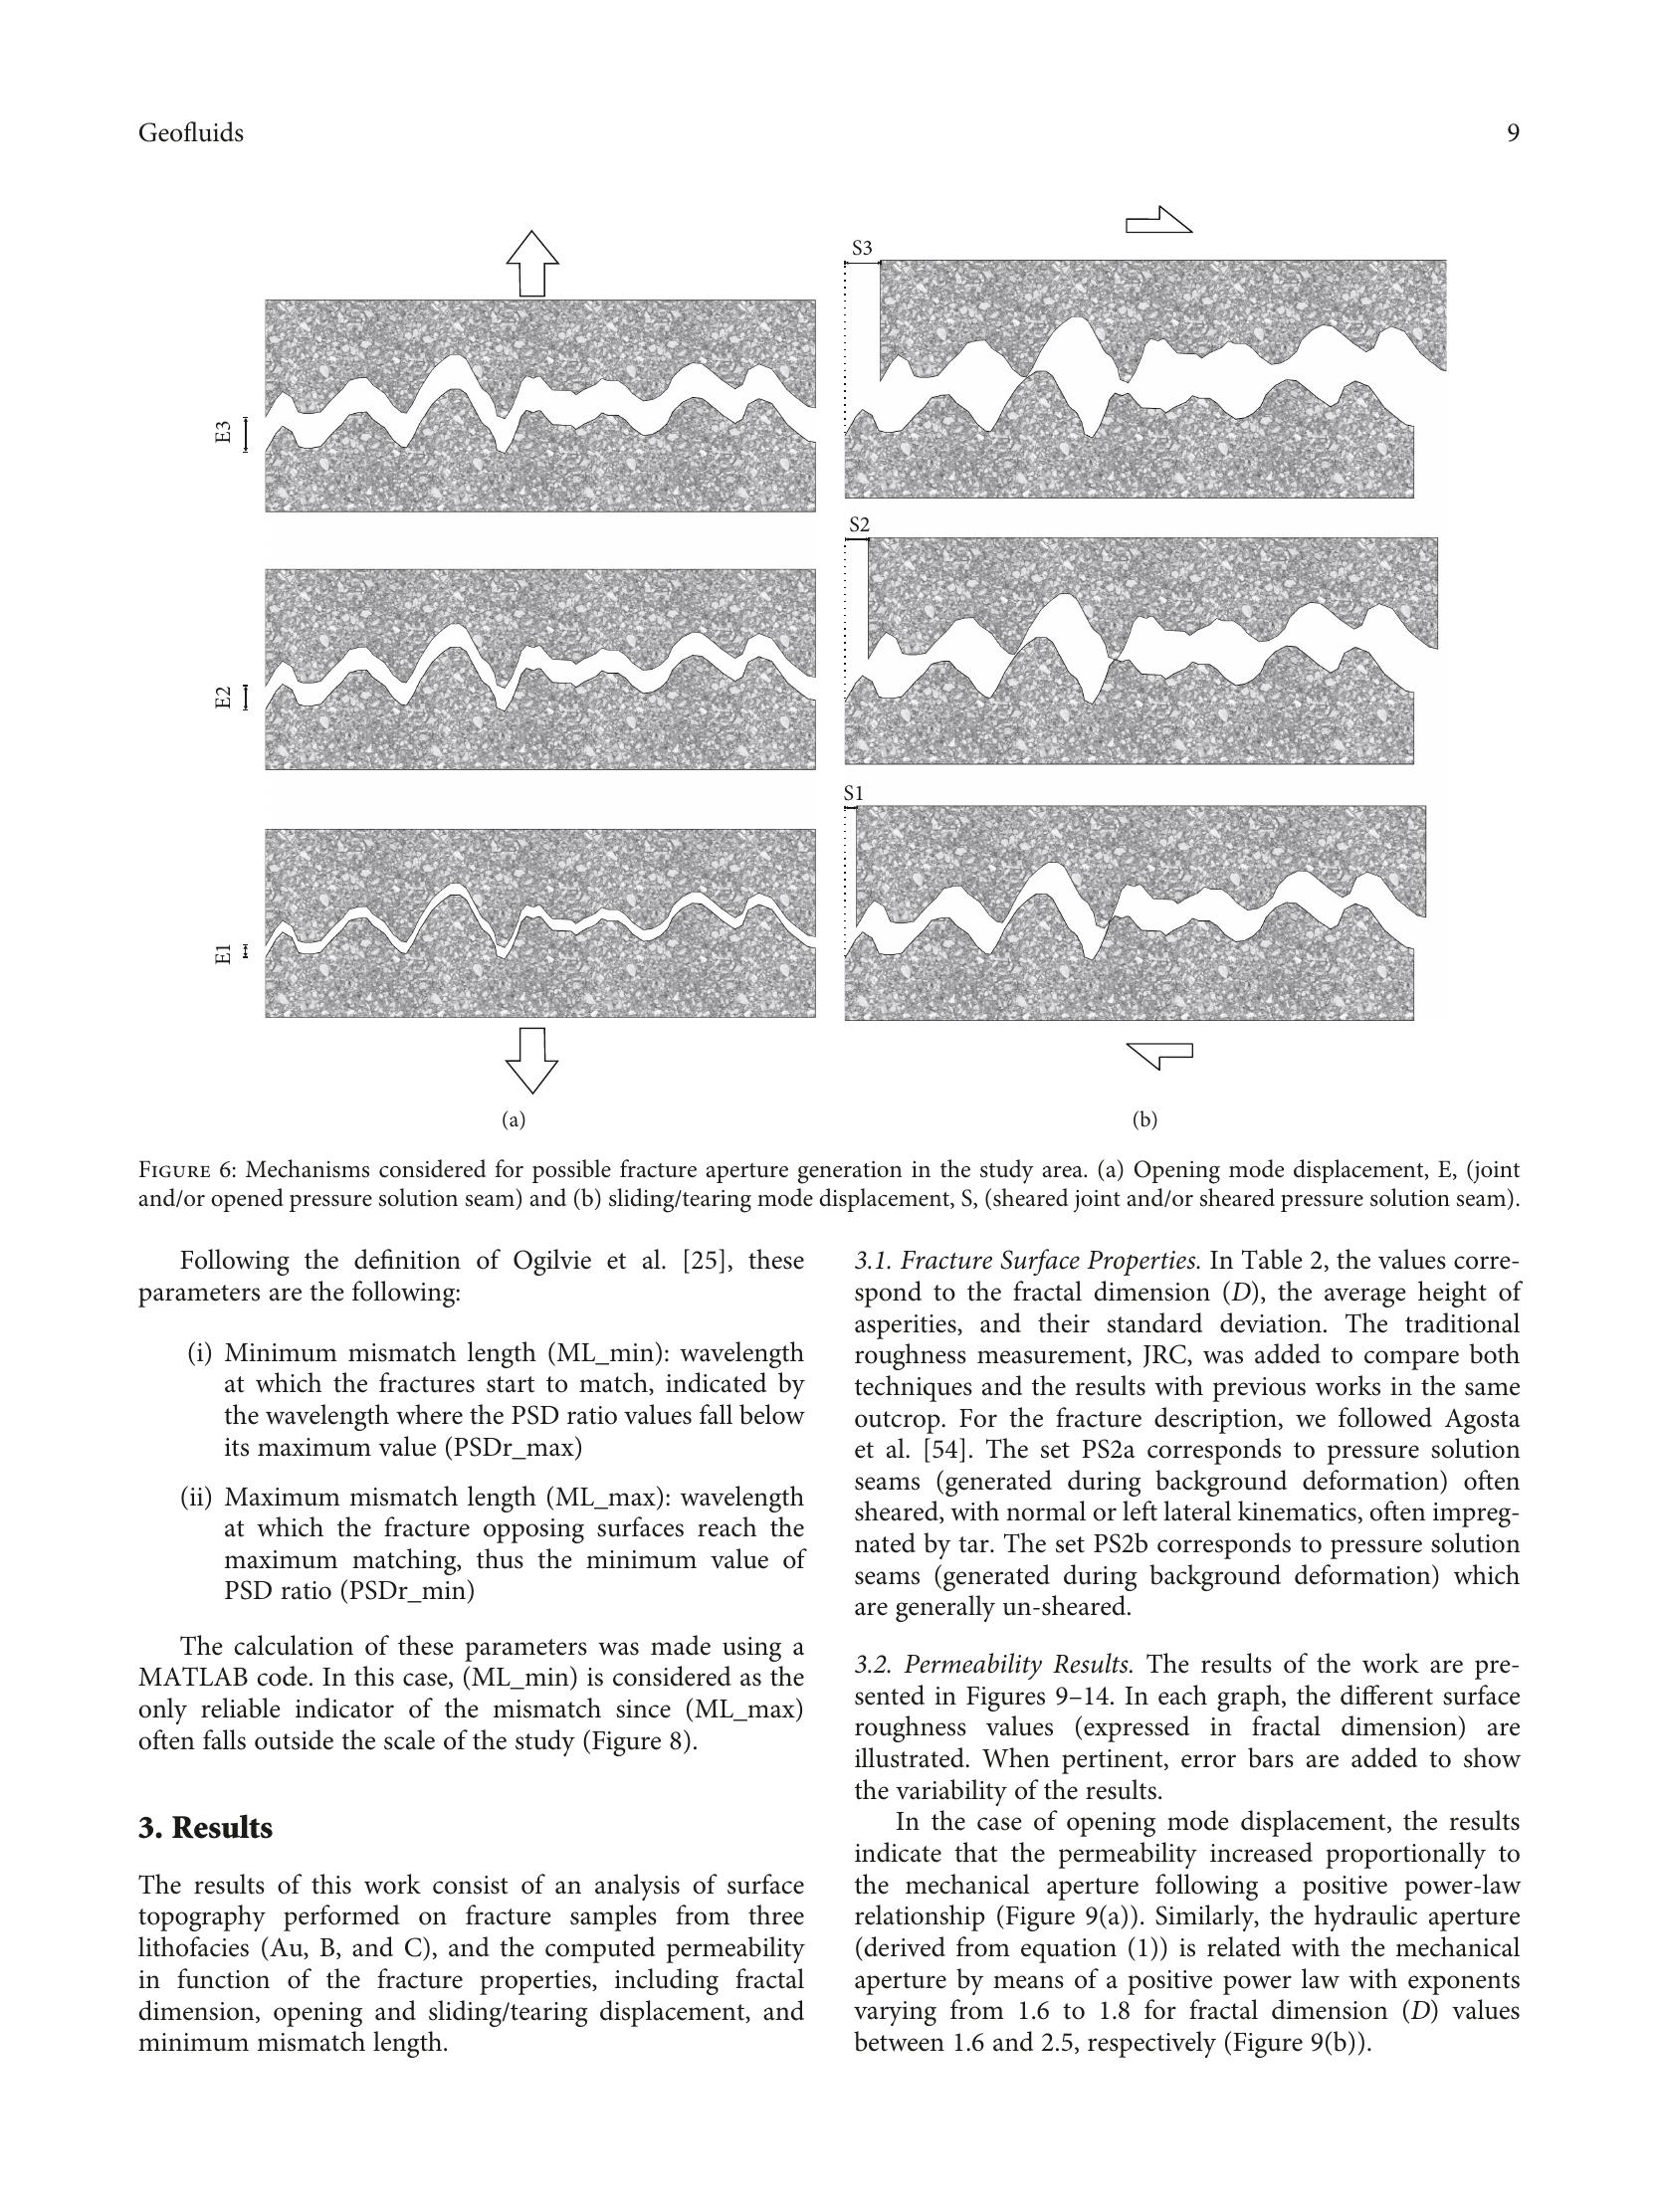 Geofluids
9
S3
E3
S2
E2
S1
E1
(a)
(b)
FIGURE 6: Mechanisms considered for possible fracture aperture generation in the study area. (a) Opening mode displacement, E, (joint
and/or opened pressure solution seam) and (b) sliding/tearing mode displacement, S, (sheared joint and/or sheared pressure solution seam).
Following the definition of Ogilvie et al. [25], these
parameters are the following:
(i) Minimum mismatch length (ML_min): wavelength
at which the fractures start to match, indicated by
the wavelength where the PSD ratio values fall below
its maximum value (PSDr_max)
(ii) Maximum mismatch length (ML_max): wavelength
at which the fracture opposing surfaces reach the
maximum matching, thus the minimum value of
PSD ratio (PSDr_min)
The calculation of these parameters was made using a
MATLAB code. In this case, (ML_min) is considered as the
only reliable indicator of the mismatch since (ML_max)
often falls outside the scale of the study (Figure 8).
3. Results
The results of this work consist of an analysis of surface
topography performed on fracture samples from three
lithofacies (Au, B, and C), and the computed permeability
in function of the fracture properties, including fractal
dimension, opening and sliding/tearing displacement, and
minimum mismatch length.
3.1. Fracture Surface Properties. In Table 2, the values corre-
spond to the fractal dimension (D), the average height of
asperities, and their standard deviation. The traditional
roughness measurement, JRC, was added to compare both
techniques and the results with previous works in the same
outcrop. For the fracture description, we followed Agosta
et al. [54]. The set PS2a corresponds to pressure solution
seams (generated during background deformation) often
sheared, with normal or left lateral kinematics, often impreg-
nated by tar. The set PS2b corresponds to pressure solution
seams (generated during background deformation) which
are generally un-sheared.
3.2. Permeability Results. The results of the work are pre-
sented in Figures 9–14. In each graph, the different surface
roughness values (expressed in fractal dimension) are
illustrated. When pertinent, error bars are added to show
the variability of the results.
In the case of opening mode displacement, the results
indicate that the permeability increased proportionally to
the mechanical aperture following a positive power-law
relationship (Figure 9(a)). Similarly, the hydraulic aperture
(derived from equation (1)) is related with the mechanical
aperture by means of a positive power law with exponents
varying from 1.6 to 1.8 for fractal dimension (D) values
between 1.6 and 2.5, respectively (Figure 9(b)).